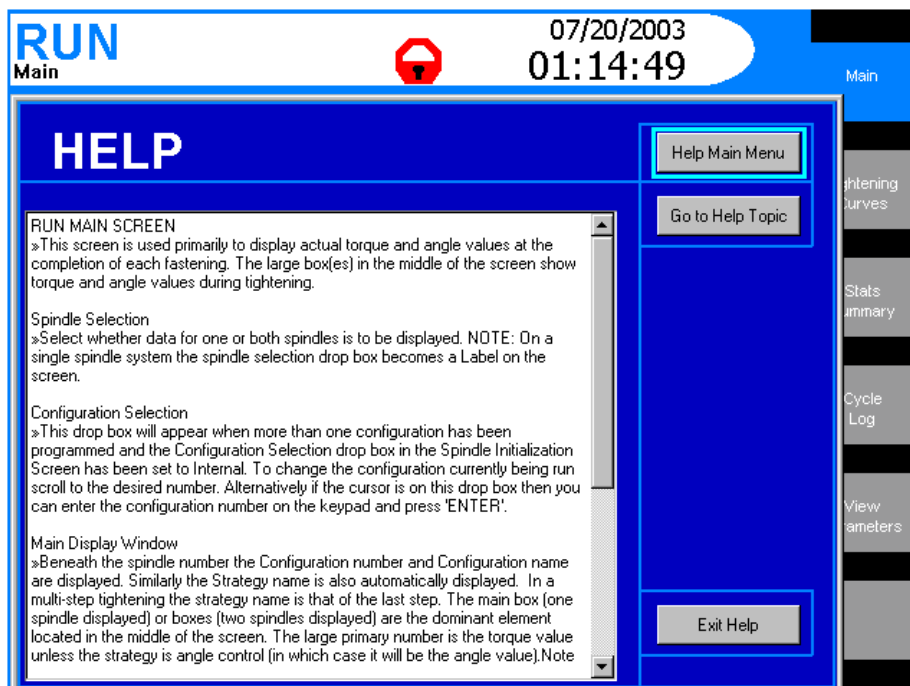 RUN
Main
07/20/2003
01:14:49
Main
HELP
Help Main Menu
Go to Help Topic
RUN MAIN SCREEN
»This screen is used primarily to display actual torque and angle values at the
completion of each fastening. The large box(es) in the middle of the screen show
torque and angle values during tightening.
Spindle Selection
»Select whether data for one or both spindles is to be displayed. NOTE: On a
single spindle system the spindle selection drop box becomes a Label on the
screen.
Configuration Selection
»This drop box will appear when more than one configuration has been
programmed and the Configuration Selection drop box in the Spindle Initialization
Screen has been set to Internal. To change the configuration currently being run
scroll to the desired number. Alternatively if the cursor is on this drop box then you
can enter the configuration number on the keypad and press 'ENTER'.
Main Display Window
»Beneath the spindle number the Configuration number and Configuration name
are displayed. Similarly the Strategy name is also automatically displayed.  In a
multi-step tightening the strategy name is that of the last step. The main box (one
spindle displayed) or boxes (two spindles displayed) are the dominant element
located in the middle of the screen. The large primary number is the torque value
unless the strategy is angle control (in which case it will be the angle value).Note
Exit Help
ghtening
Curves
Stats
ummary
Cycle
Log
View
rameters